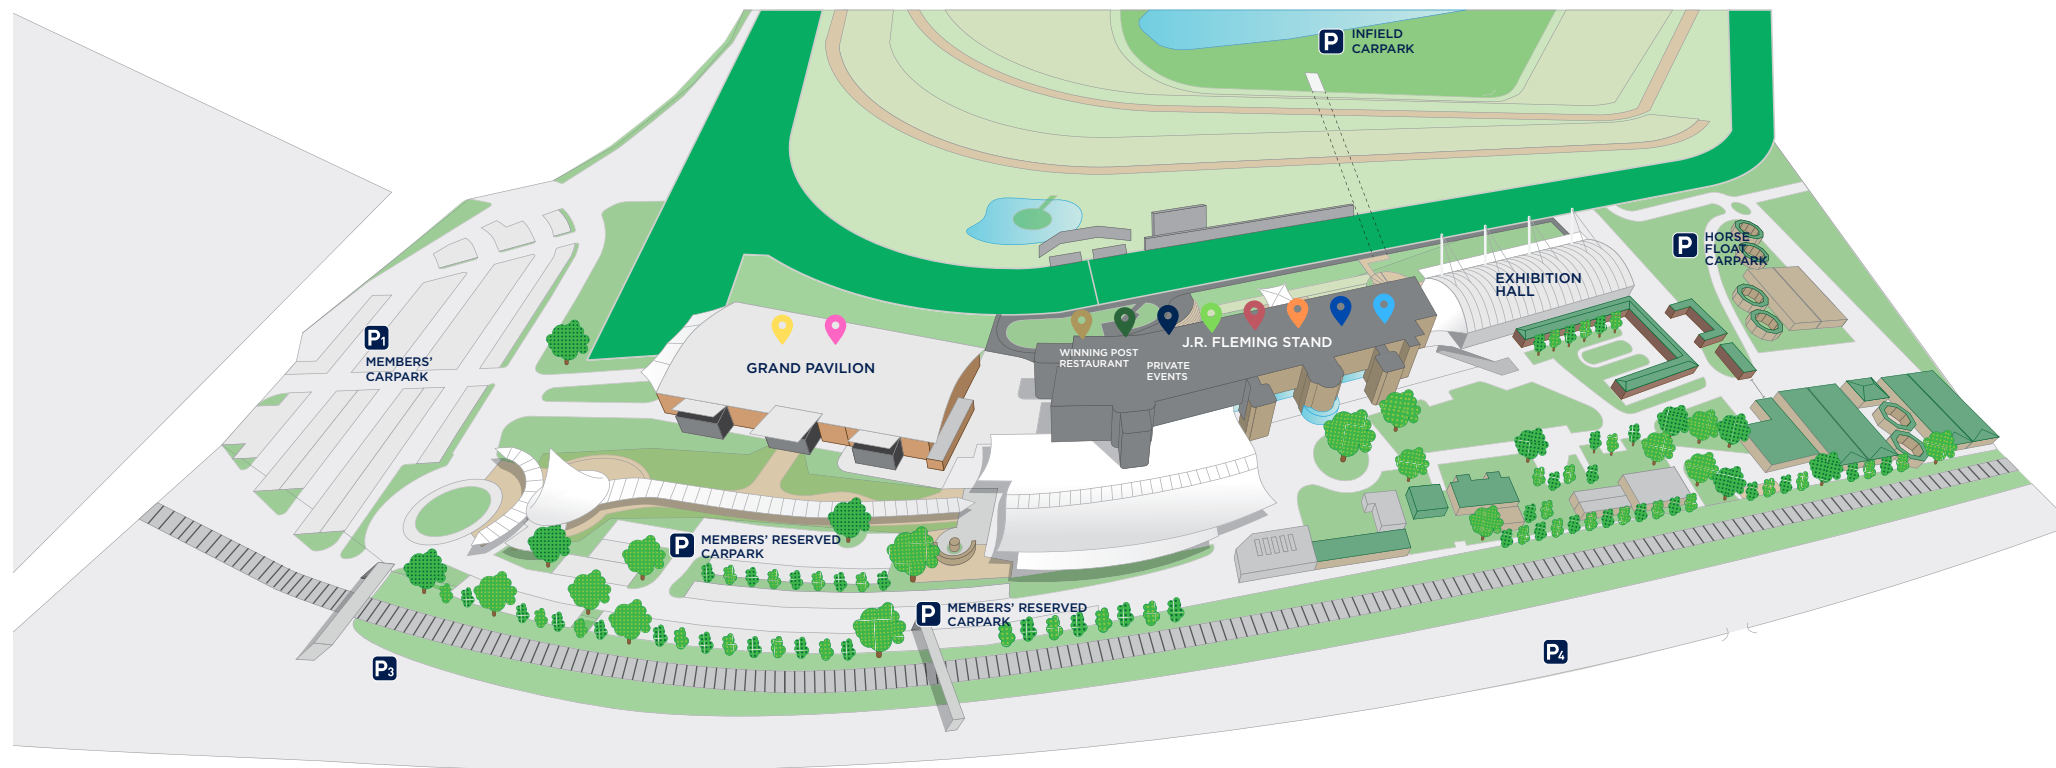 P INFIELD
CARPARK
P HORSE
FLOAT
CARPARK
EXHIBITION
HALL
P1
MEMBERS’
CARPARK
GRAND PAVILION
J.R. FLEMING STAND
WINNING POST
RESTAURANT
PRIVATE
EVENTS
P MEMBERS’ RESERVED
CARPARK
P MEMBERS’ RESERVED
CARPARK
P3
P4